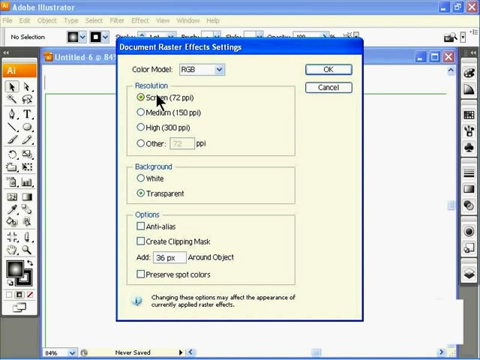 Adobe Illustrator
File Edit Object Type Select Filter Effect View Window Help
No Selection
Untitled-6 @ 84%
Ai
Document Raster Effects Settings
Color Model: RGB
OK
Cancel
Resolution
Screen (72 ppi)
Medium (150 ppi)
High (300 ppi)
Other: 72 ppi
Background
White
Transparent
Options
Anti-alias
Create Clipping Mask
Add: 36 px Around Object
Preserve spot colors
Changing these options may affect the appearance of
currently applied raster effects.
84% Never Saved